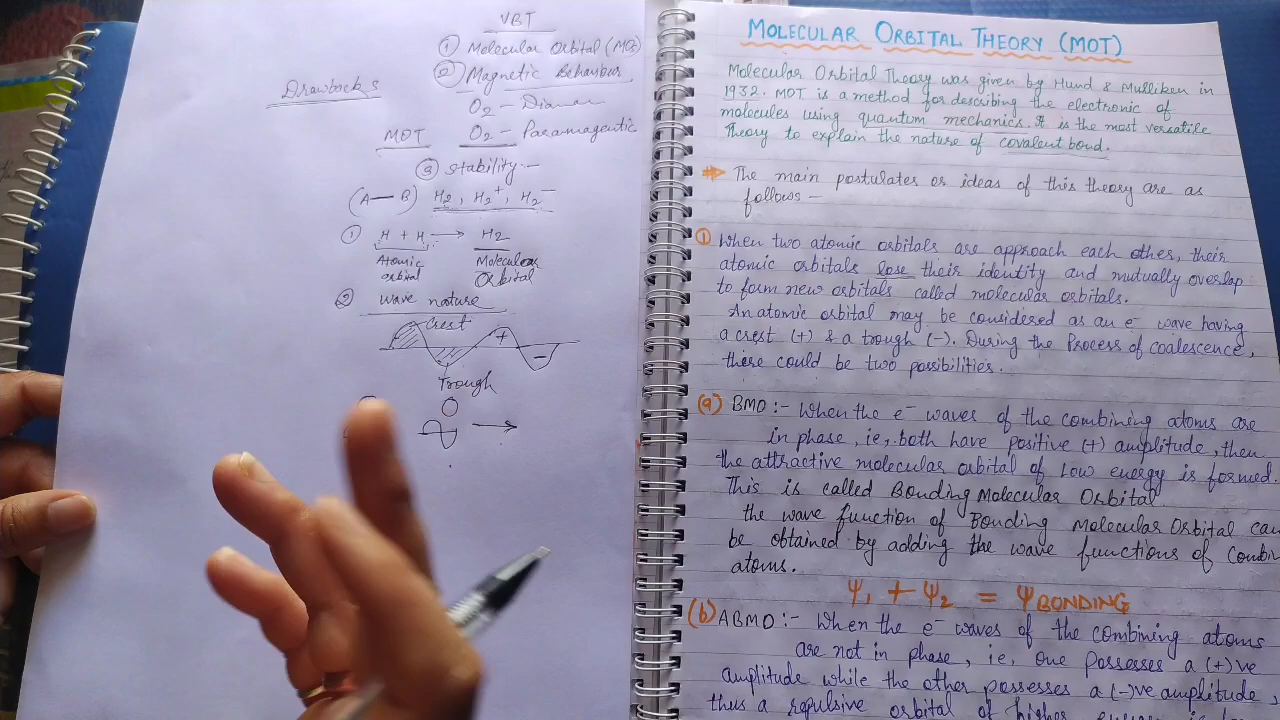 VBT
① Molecular Orbital (MOs)
② Magnetic Behaviour
Drawbacks
O2 – Diaman
MOT
O2 – Paramagentic
③ stability –
(A — B) H2, H2+, H2−
① H + H → H2
Atomic orbital
Molecular Orbital
② wave nature
Crest
+
–
trough
MOLECULAR ORBITAL THEORY (MOT)
Molecular Orbital Theory was given by Hund & Mulliken in
1932. MOT is a method for describing the electronic of
molecules using quantum mechanics. It is the most versatile
theory to explain the nature of covalent bond.
⇒ The main postulates or ideas of this theory are as
follows –
① When two atomic orbitals are approach each other, their
atomic orbitals lose their identity and mutually overlap
to form new orbitals called molecular orbitals.
An atomic orbital may be considered as an e− wave having
a crest (+) & a trough (−). During the process of coalescence,
there could be two possibilities.
(a) BMO :- When the e− waves of the combining atoms are
in phase, ie, both have positive (+) amplitude, then
the attractive molecular orbital of Low energy is formed.
This is called Bonding Molecular Orbital.
the wave function of Bonding Molecular Orbital can
be obtained by adding the wave functions of Combi
atoms.
Ψ1 + Ψ2 = ΨBONDING
(b) ABMO :- When the e− waves of the combining atoms
are not in phase, i.e. one possesses a (+)ve
amplitude while the other possesses a (-)ve amplitude
thus a repulsive orbital of higher